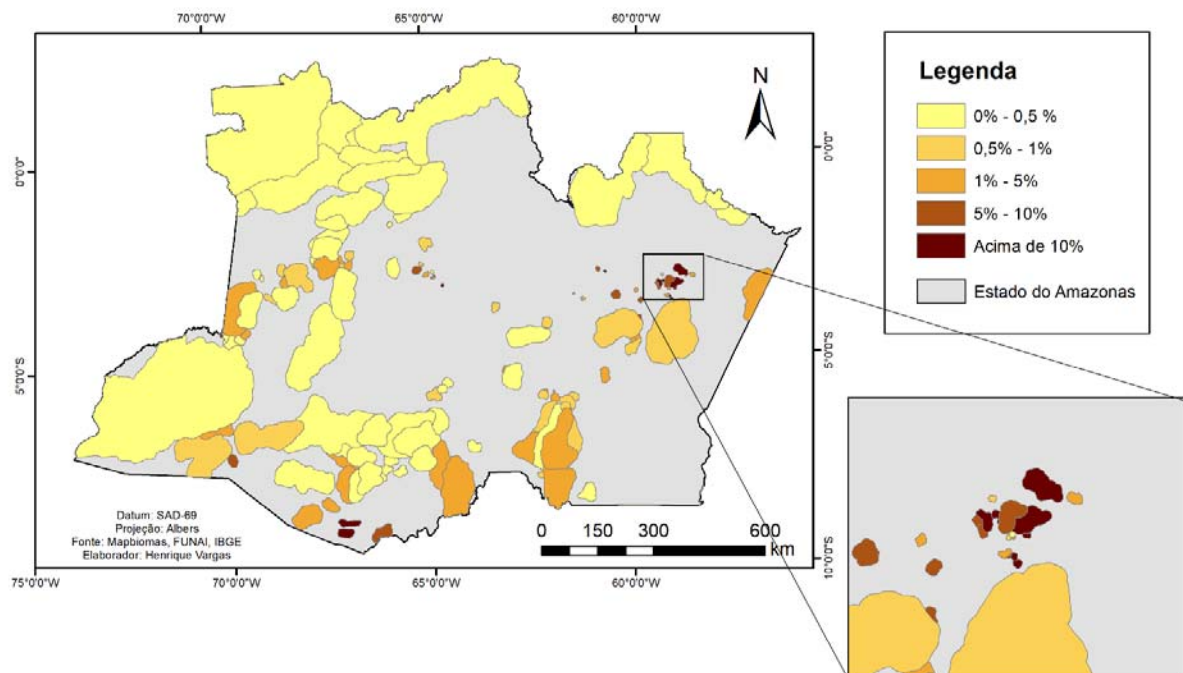 70°0'0"W
65°0'0"W
60°0'0"W
75°0'0"W
N
0°0'0"
0°0'0"
5°0'0"S
5°0'0"S
10°0'0"S
Datum: SAD-69
Projeção: Albers
Fonte: Mapbiomas, FUNAI, IBGE
Elaborador: Henrique Vargas
0 150 300 600
km
75°0'0"W
70°0'0"W
65°0'0"W
60°0'0"W
Legenda
0% - 0,5 %
0,5% - 1%
1% - 5%
5% - 10%
Acima de 10%
Estado do Amazonas